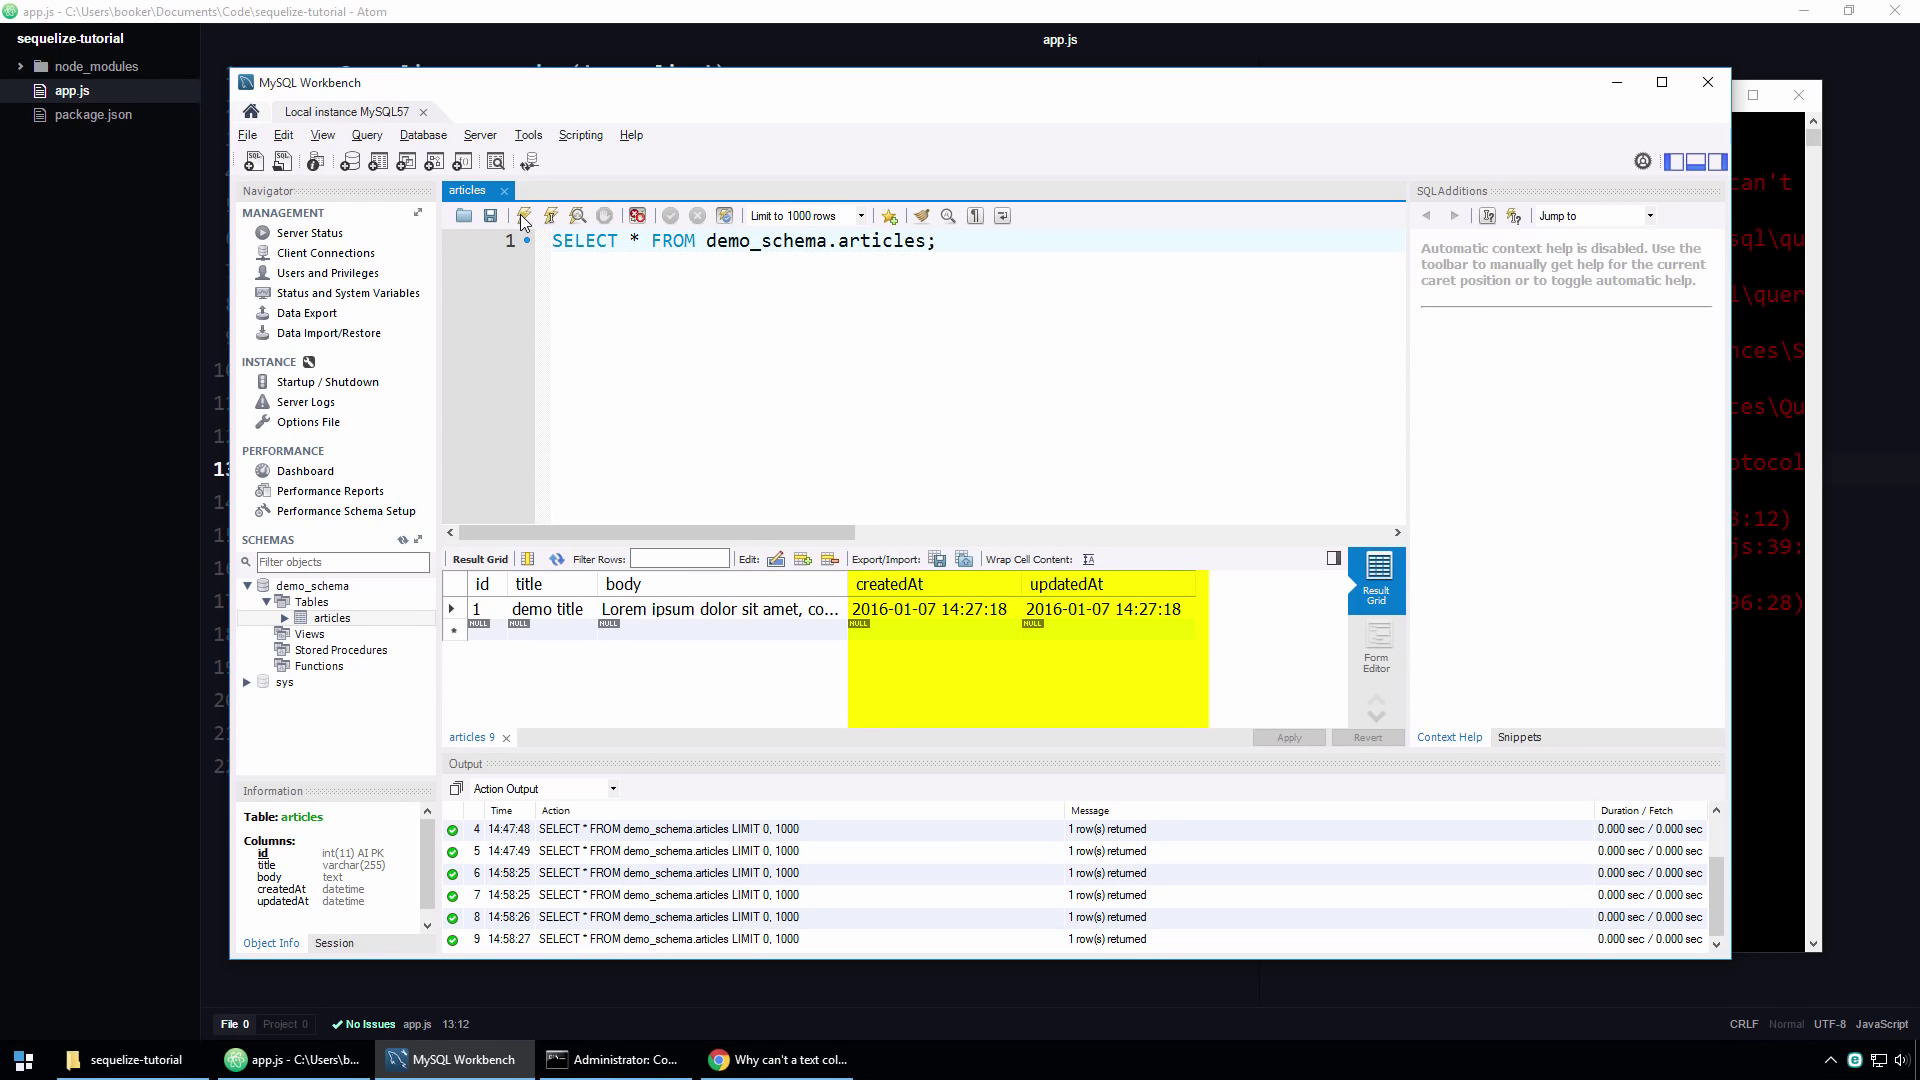 app.js - C:\Users\booker\Documents\Code\sequelize-tutorial - Atom
sequelize-tutorial
node_modules
app.js
package.json
app.js
MySQL Workbench
Local instance MySQL57
File Edit View Query Database Server Tools Scripting Help
Navigator
MANAGEMENT
Server Status
Client Connections
Users and Privileges
Status and System Variables
Data Export
Data Import/Restore
INSTANCE
Startup / Shutdown
Server Logs
Options File
PERFORMANCE
Dashboard
Performance Reports
Performance Schema Setup
SCHEMAS
Filter objects
demo_schema
Tables
articles
Views
Stored Procedures
Functions
sys
Information
Table: articles
Columns:
id int(11) AI PK
title varchar(255)
body text
createdAt datetime
updatedAt datetime
Object Info Session
articles
Limit to 1000 rows
1 SELECT * FROM demo_schema.articles;
Result Grid Filter Rows: Edit: Export/Import: Wrap Cell Content:
id title body createdAt updatedAt
1 demo title Lorem ipsum dolor sit amet, co... 2016-01-07 14:27:18 2016-01-07 14:27:18
NULL NULL NULL NULL NULL
Result
Grid
Form
Editor
articles 9
Apply Revert
SQLAdditions
Jump to
Automatic context help is disabled. Use the
toolbar to manually get help for the current
caret position or to toggle automatic help.
Context Help Snippets
Output
Action Output
Time Action Message Duration / Fetch
4 14:47:48 SELECT * FROM demo_schema.articles LIMIT 0, 1000 1 row(s) returned 0.000 sec / 0.000 sec
5 14:47:49 SELECT * FROM demo_schema.articles LIMIT 0, 1000 1 row(s) returned 0.000 sec / 0.000 sec
6 14:58:25 SELECT * FROM demo_schema.articles LIMIT 0, 1000 1 row(s) returned 0.000 sec / 0.000 sec
7 14:58:25 SELECT * FROM demo_schema.articles LIMIT 0, 1000 1 row(s) returned 0.000 sec / 0.000 sec
8 14:58:26 SELECT * FROM demo_schema.articles LIMIT 0, 1000 1 row(s) returned 0.000 sec / 0.000 sec
9 14:58:27 SELECT * FROM demo_schema.articles LIMIT 0, 1000 1 row(s) returned 0.000 sec / 0.000 sec
File 0 Project 0 No Issues app.js 13:12
CRLF Normal UTF-8 JavaScript
sequelize-tutorial
app.js - C:\Users\b...
MySQL Workbench
Administrator: Co...
Why can't a text col...